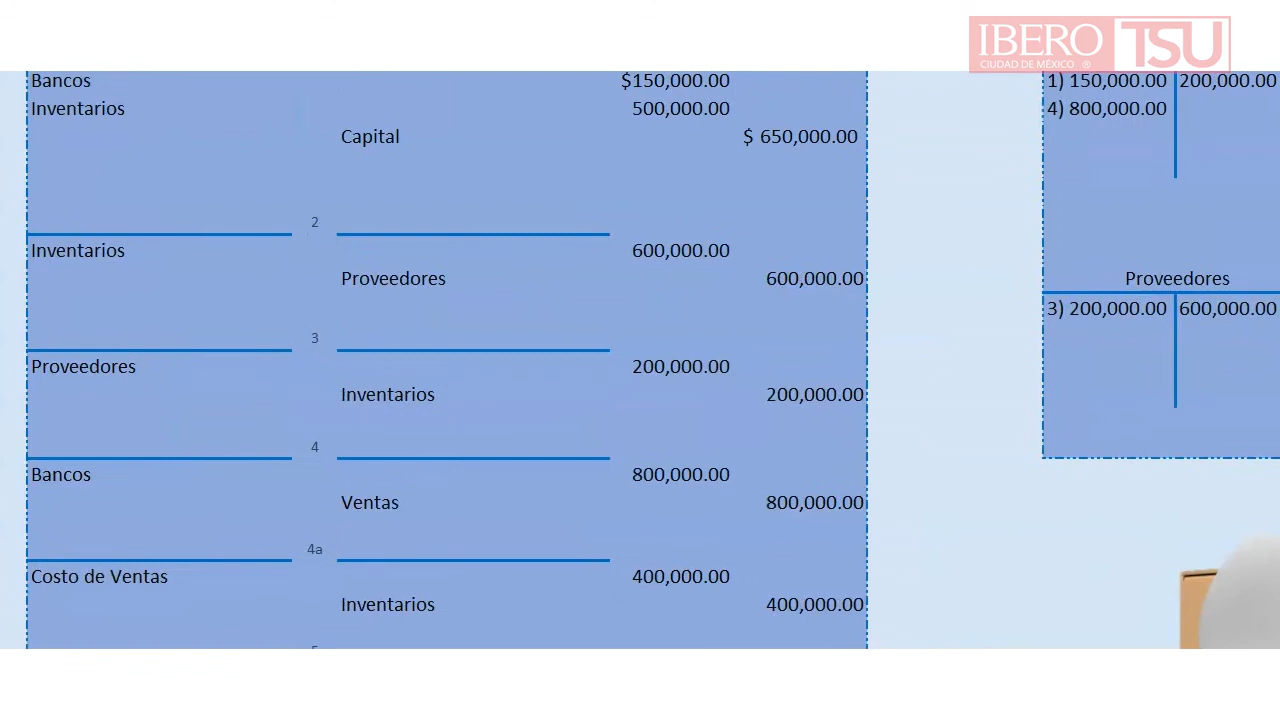 IBERO TSU
CIUDAD DE MÉXICO ®
Bancos $150,000.00
Inventarios 500,000.00
Capital $ 650,000.00
2
Inventarios 600,000.00
Proveedores 600,000.00
3
Proveedores 200,000.00
Inventarios 200,000.00
4
Bancos 800,000.00
Ventas 800,000.00
4a
Costo de Ventas 400,000.00
Inventarios 400,000.00
1) 150,000.00 200,000.00
4) 800,000.00
Proveedores
3) 200,000.00 600,000.00